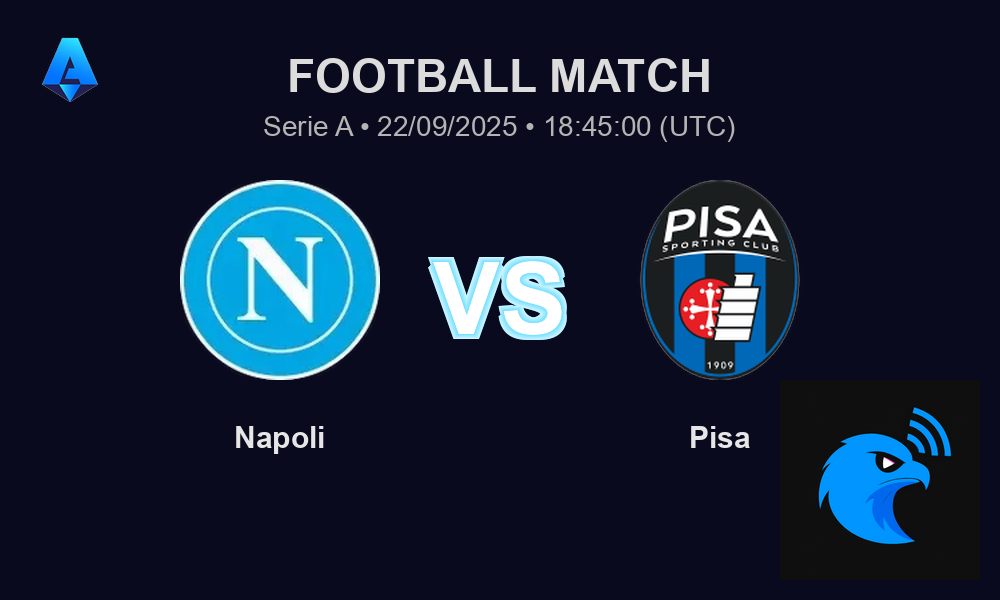 FOOTBALL MATCH
Serie A • 22/09/2025 • 18:45:00 (UTC)
N
VS
PISA
SPORTING CLUB
1909
Napoli
Pisa